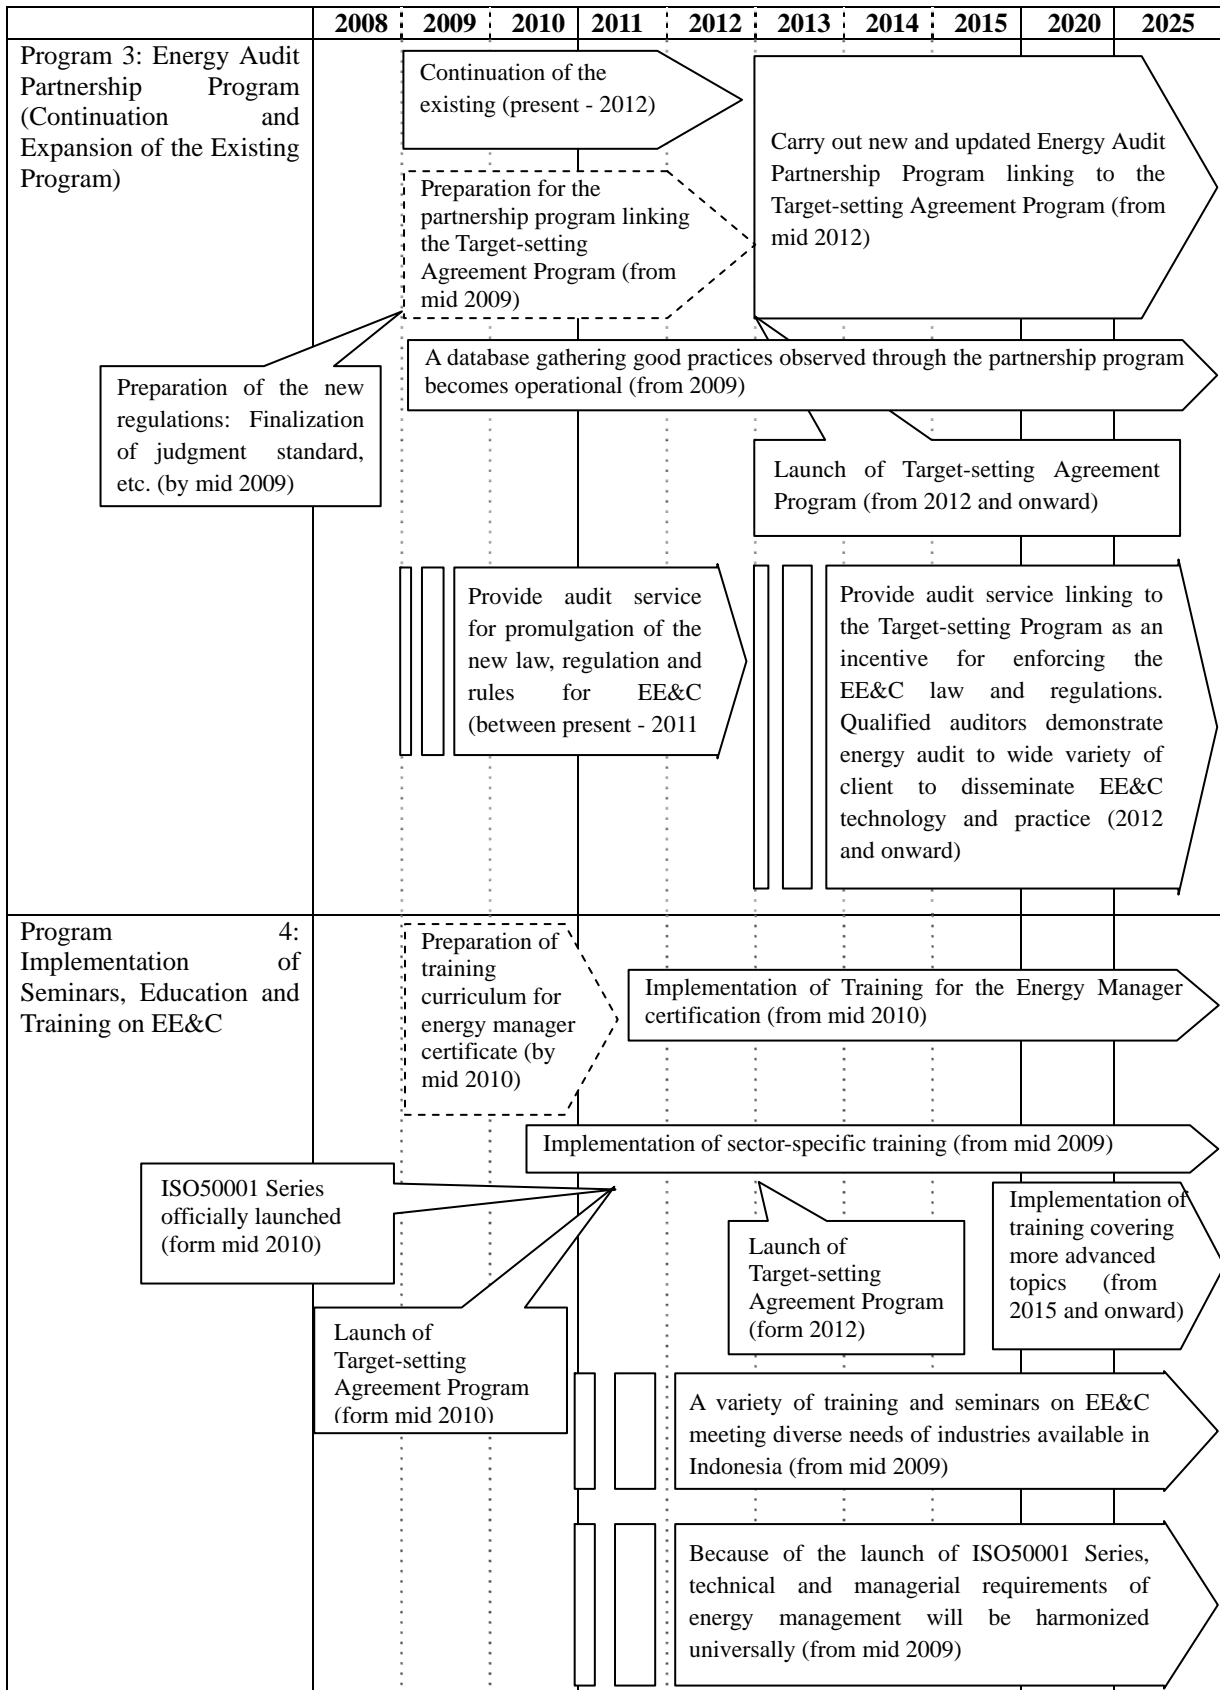 2008 2009 2010 2011 2012 2013 2014 2015 2020 2025
Program 3: Energy Audit
Partnership Program
(Continuation and
Expansion of the Existing
Program)
Continuation of the
existing (present - 2012)
Carry out new and updated Energy Audit
Partnership Program linking to the
Target-setting Agreement Program (from
mid 2012)
Preparation for the
partnership program linking
the Target-setting
Agreement Program (from
mid 2009)
A database gathering good practices observed through the partnership program
becomes operational (from 2009)
Preparation of the new
regulations: Finalization
of judgment standard,
etc. (by mid 2009)
Launch of Target-setting Agreement
Program (from 2012 and onward)
Provide audit service
for promulgation of the
new law, regulation and
rules for EE&C
(between present - 2011
Provide audit service linking to
the Target-setting Program as an
incentive for enforcing the
EE&C law and regulations.
Qualified auditors demonstrate
energy audit to wide variety of
client to disseminate EE&C
technology and practice (2012
and onward)
Program 4:
Implementation of
Seminars, Education and
Training on EE&C
Preparation of
training
curriculum for
energy manager
certificate (by
mid 2010)
Implementation of Training for the Energy Manager
certification (from mid 2010)
Implementation of sector-specific training (from mid 2009)
ISO50001 Series
officially launched
(form mid 2010)
Launch of
Target-setting
Agreement Program
(form 2012)
Implementation of
training covering
more advanced
topics (from
2015 and onward)
Launch of
Target-setting
Agreement Program
(form mid 2010)
A variety of training and seminars on EE&C
meeting diverse needs of industries available in
Indonesia (from mid 2009)
Because of the launch of ISO50001 Series,
technical and managerial requirements of
energy management will be harmonized
universally (from mid 2009)